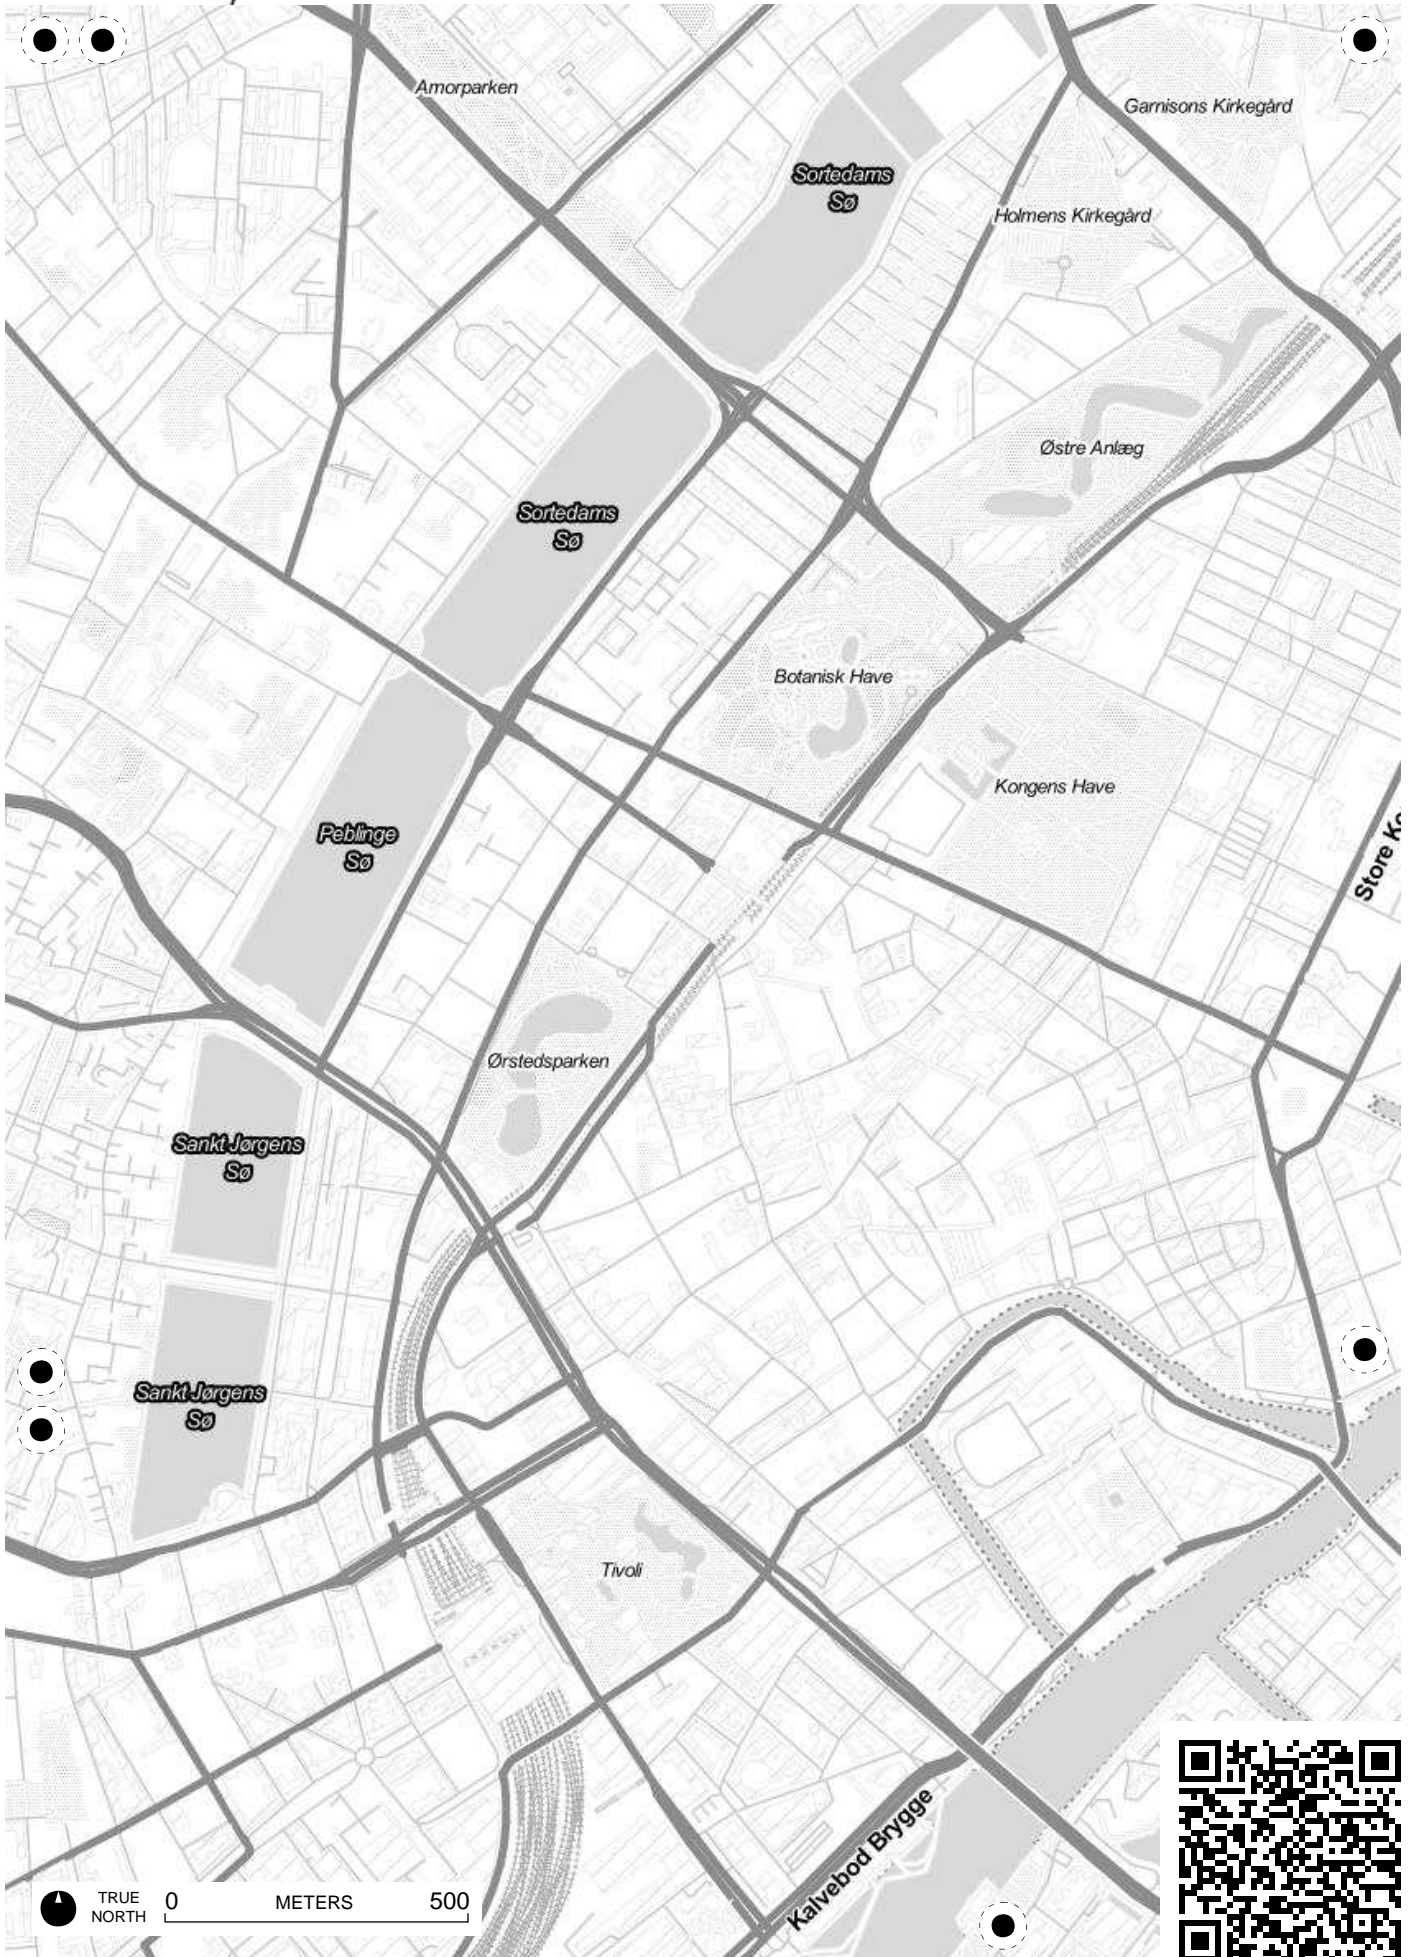 Amorparken
Garnisons Kirkegård
Sortedams
Sø
Holmens Kirkegård
Østre Anlæg
Sortedams
Sø
Botanisk Have
Kongens Have
Peblinge
Sø
Store
Ørstedsparken
Sankt Jørgens
Sø
Sankt Jørgens
Sø
Tivoli
Kalvebod Brygge
TRUE
NORTH
0 METERS 500